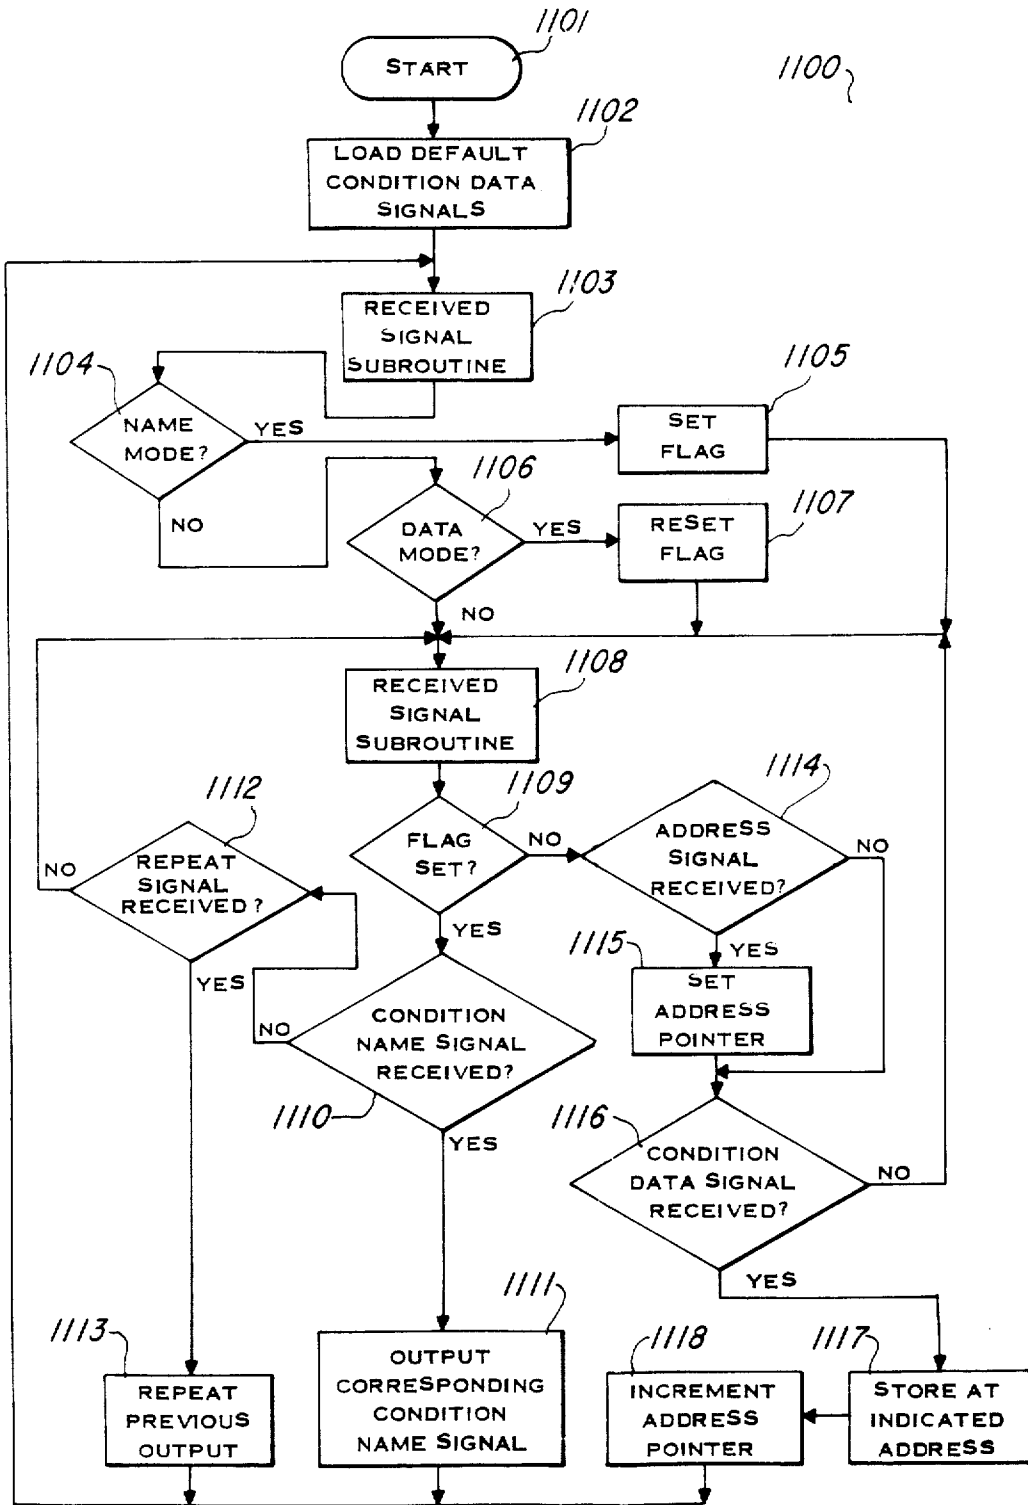 1101
START
1100
1102
LOAD DEFAULT
CONDITION DATA
SIGNALS
1103
RECEIVED
SIGNAL
SUBROUTINE
1104
NAME
MODE?
YES
NO
1105
SET
FLAG
1106
DATA
MODE?
YES
NO
1107
RESET
FLAG
1108
RECEIVED
SIGNAL
SUBROUTINE
1109
FLAG
SET?
NO
YES
1112
REPEAT
SIGNAL
RECEIVED?
NO
YES
1114
ADDRESS
SIGNAL
RECEIVED?
NO
YES
1115
SET
ADDRESS
POINTER
CONDITION
NAME SIGNAL
RECEIVED?
NO
1110
YES
1116
CONDITION
DATA SIGNAL
RECEIVED?
NO
YES
1113
REPEAT
PREVIOUS
OUTPUT
1111
OUTPUT
CORRESPONDING
CONDITION
NAME SIGNAL
1118
INCREMENT
ADDRESS
POINTER
1117
STORE AT
INDICATED
ADDRESS